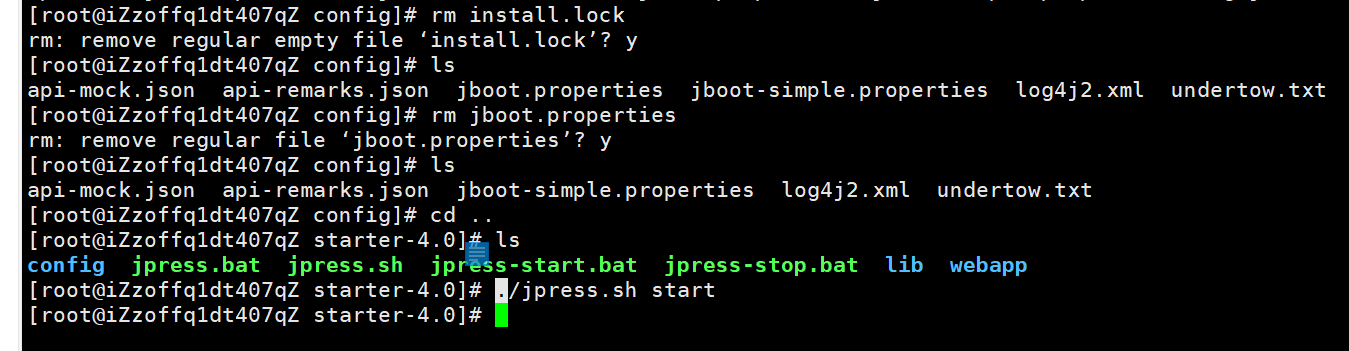 [root@iZzoffq1dt407qZ config]# rm install.lock
rm: remove regular empty file ‘install.lock’? y
[root@iZzoffq1dt407qZ config]# ls
api-mock.json  api-remarks.json  jboot.properties  jboot-simple.properties  log4j2.xml  undertow.txt
[root@iZzoffq1dt407qZ config]# rm jboot.properties
rm: remove regular file ‘jboot.properties’? y
[root@iZzoffq1dt407qZ config]# ls
api-mock.json  api-remarks.json  jboot-simple.properties  log4j2.xml  undertow.txt
[root@iZzoffq1dt407qZ config]# cd ..
[root@iZzoffq1dt407qZ starter-4.0]# ls
config  jpress.bat  jpress.sh  jpress-start.bat  jpress-stop.bat  lib  webapp
[root@iZzoffq1dt407qZ starter-4.0]# ./jpress.sh start
[root@iZzoffq1dt407qZ starter-4.0]#